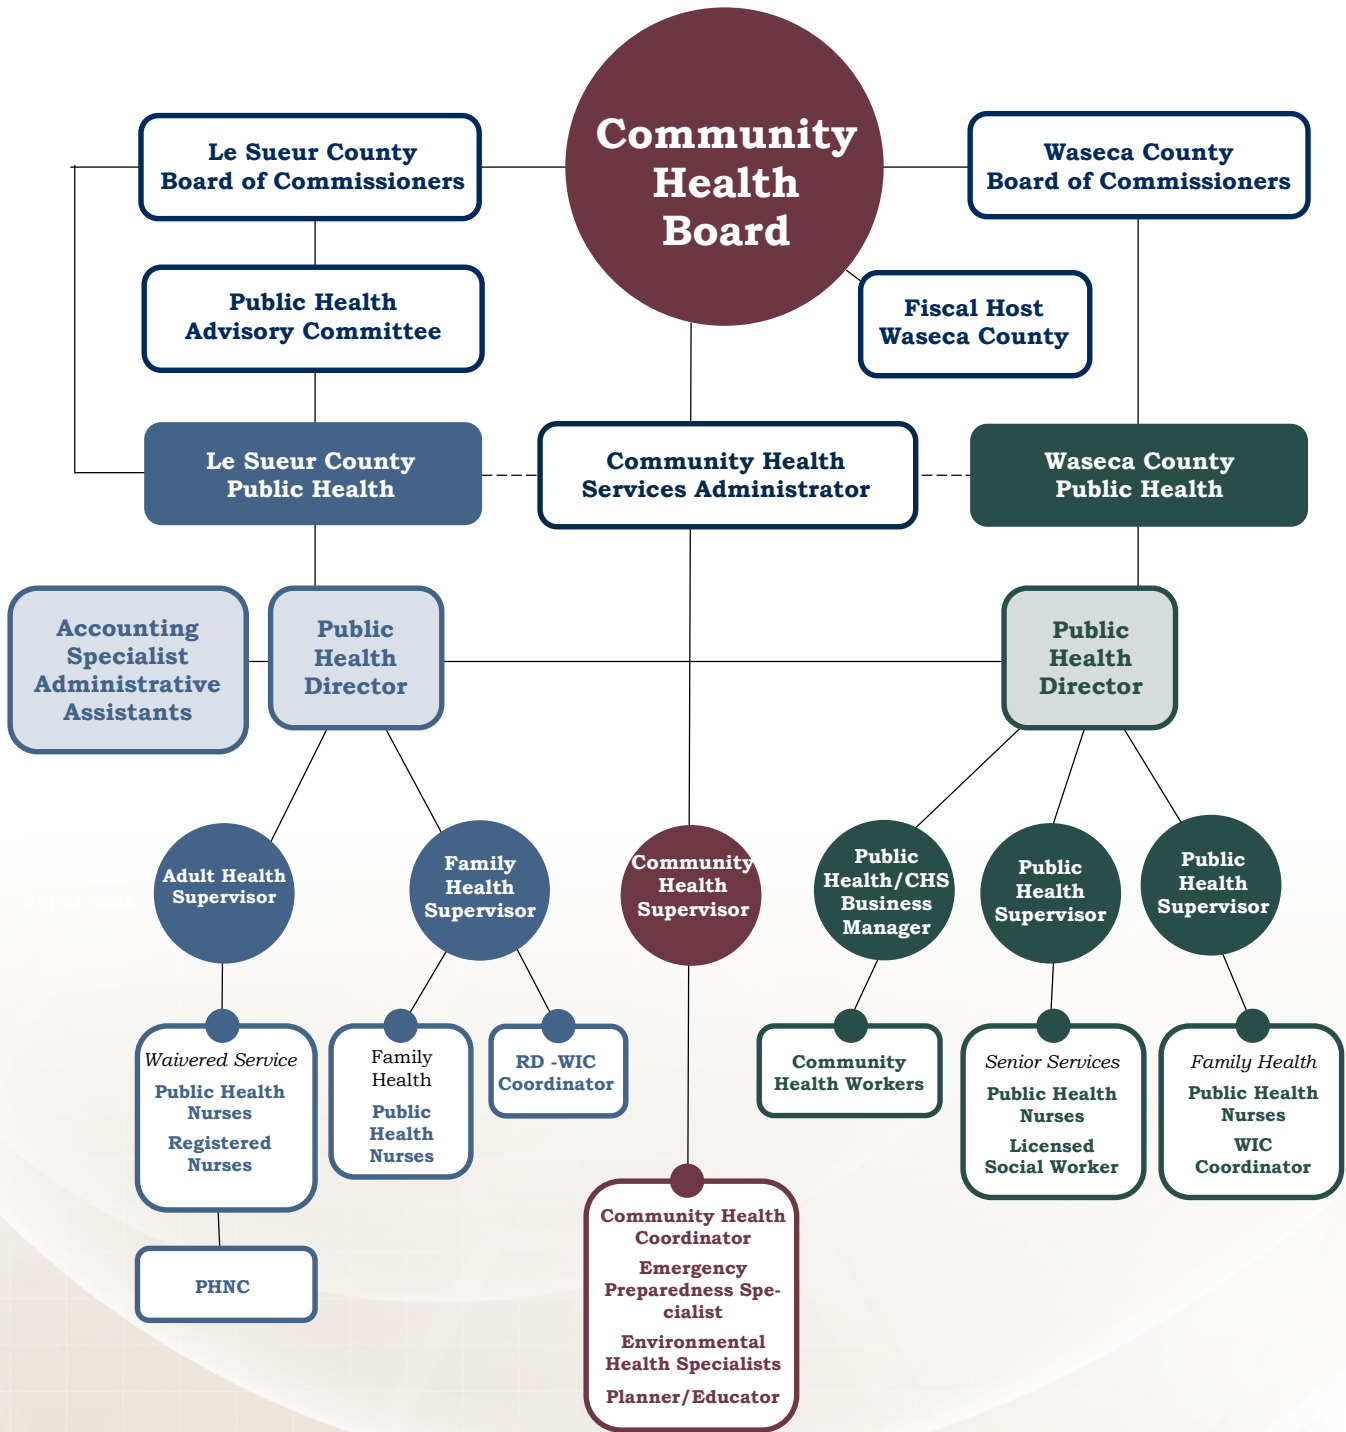 Community
Health
Board
Le Sueur County
Board of Commissioners
Waseca County
Board of Commissioners
Public Health
Advisory Committee
Fiscal Host
Waseca County
Le Sueur County
Public Health
Community Health
Services Administrator
Waseca County
Public Health
Accounting
Specialist
Administrative
Assistants
Public
Health
Director
Public
Health
Director
Adult Health
Supervisor
Family
Health
Supervisor
Community
Health
Supervisor
Public
Health/CHS
Business
Manager
Public
Health
Supervisor
Public
Health
Supervisor
Waivered Service
Public Health
Nurses
Registered
Nurses
Family
Health
Public
Health
Nurses
RD -WIC
Coordinator
Community
Health Workers
Senior Services
Public Health
Nurses
Licensed
Social Worker
Family Health
Public Health
Nurses
WIC
Coordinator
PHNC
Community Health
Coordinator
Emergency
Preparedness Spe-
cialist
Environmental
Health Specialists
Planner/Educator